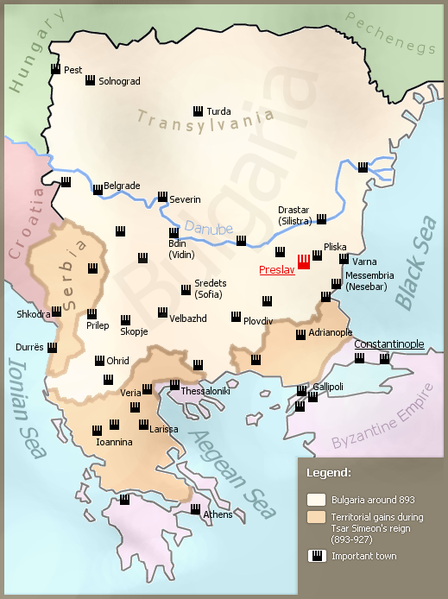 Hungary
Pechenegs
Pest
Solnograd
Turda
Transylvania
Bulgaria
Croatia
Belgrade
Severin
Danube
Drastar
(Silistra)
Bdin
(Vidin)
Serbia
Pliska
Varna
Preslav
Messembria
(Nesebar)
Black Sea
Sredets
(Sofia)
Shkodra
Prilep
Skopje
Velbazhd
Plovdiv
Adrianople
Constantinople
Durrës
Ohrid
Ionian Sea
Veria
Thessaloniki
Gallipoli
Byzantine Empire
Ioannina
Larissa
Aegean Sea
Athens
Legend:
Bulgaria around 893
Territorial gains during
Tsar Simeon's reign
(893-927)
Important town